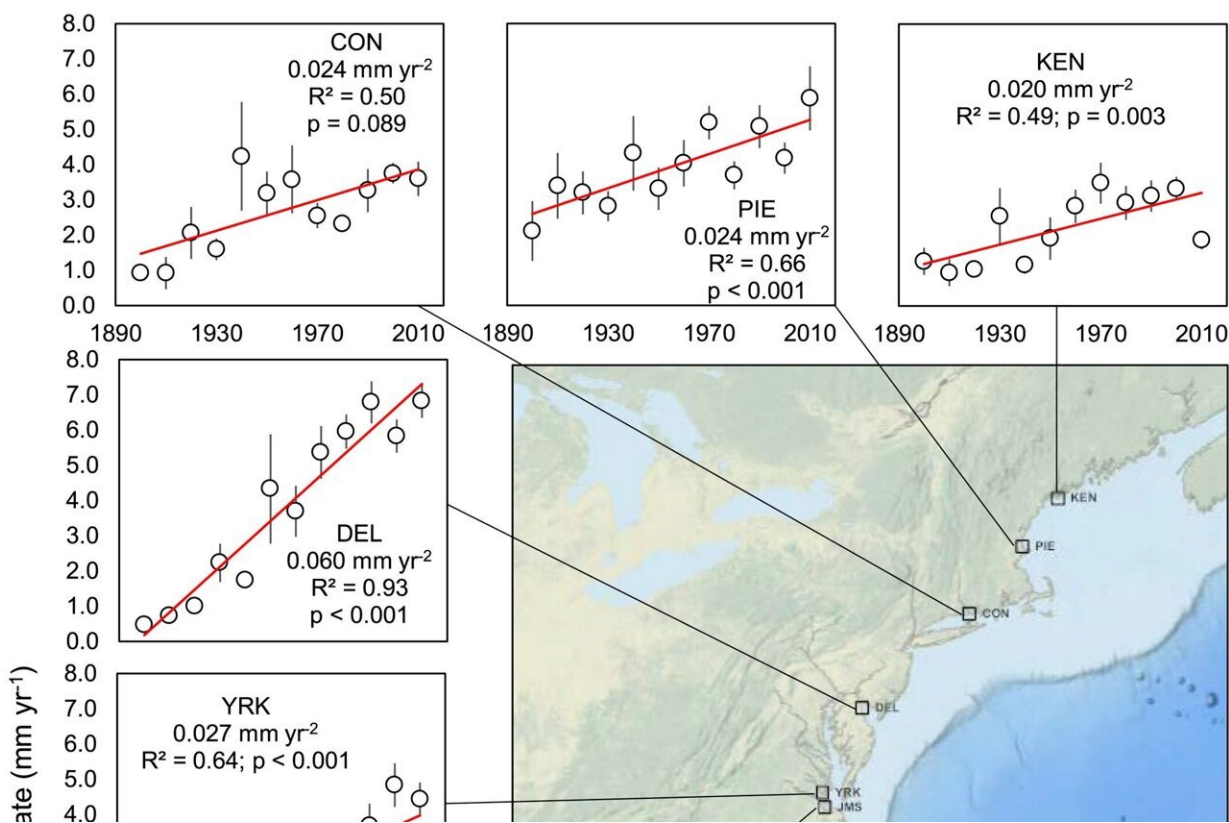 8.0
7.0
6.0
5.0
4.0
3.0
2.0
1.0
0.0
CON
0.024 mm yr⁻²
R² = 0.50
p = 0.089
1890 1930 1970 2010
PIE
0.024 mm yr⁻²
R² = 0.66
p < 0.001
1890 1930 1970 2010
KEN
0.020 mm yr⁻²
R² = 0.49; p = 0.003
1890 1930 1970 2010
8.0
7.0
6.0
5.0
4.0
3.0
2.0
1.0
0.0
DEL
0.060 mm yr⁻²
R² = 0.93
p < 0.001
8.0
7.0
6.0
5.0
4.0
YRK
0.027 mm yr⁻²
R² = 0.64; p < 0.001
ate (mm yr⁻¹)
KEN
PIE
CON
DEL
YRK
JMS